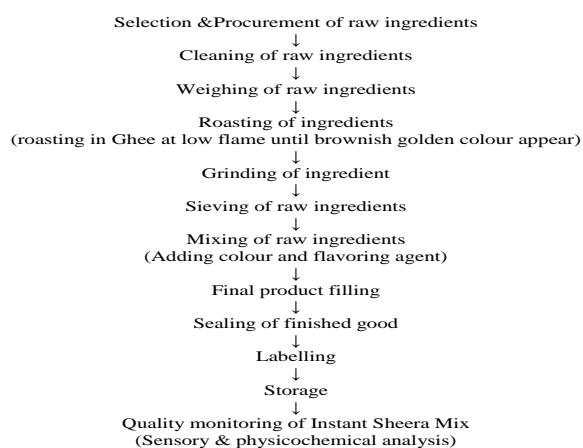 Selection &Procurement of raw ingredients
↓
Cleaning of raw ingredients
↓
Weighing of raw ingredients
↓
Roasting of ingredients
(roasting in Ghee at low flame until brownish golden colour appear)
↓
Grinding of ingredient
↓
Sieving of raw ingredients
↓
Mixing of raw ingredients
(Adding colour and flavoring agent)
↓
Final product filling
↓
Sealing of finished good
↓
Labelling
↓
Storage
↓
Quality monitoring of Instant Sheera Mix
(Sensory & physicochemical analysis)